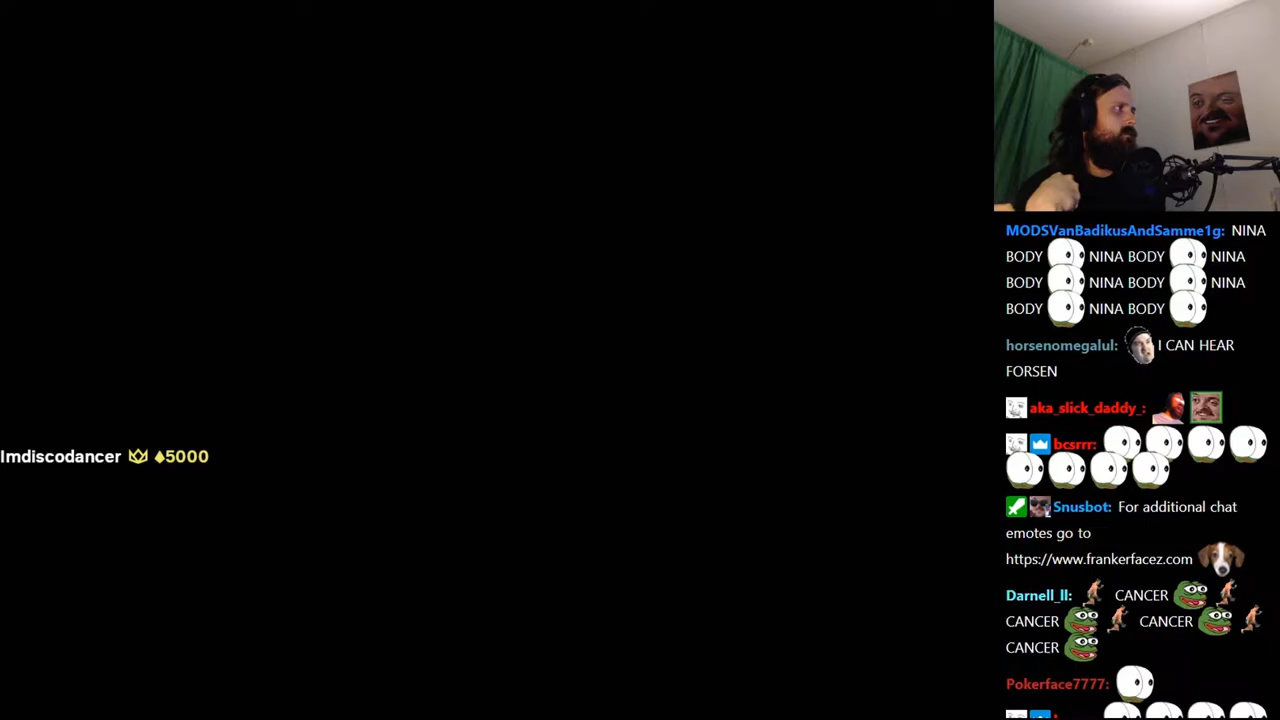 MODSVanBadikusAndSamme1g: NINA
BODY NINA BODY NINA
BODY NINA BODY NINA
BODY NINA BODY
horsenomegalul: I CAN HEAR
FORSEN
aka_slick_daddy_:
bcsrrr:
Imdiscodancer 5000
Snusbot: For additional chat
emotes go to
https://www.frankerfacez.com
Darnell_ll: CANCER
CANCER CANCER
CANCER
Pokerface7777: